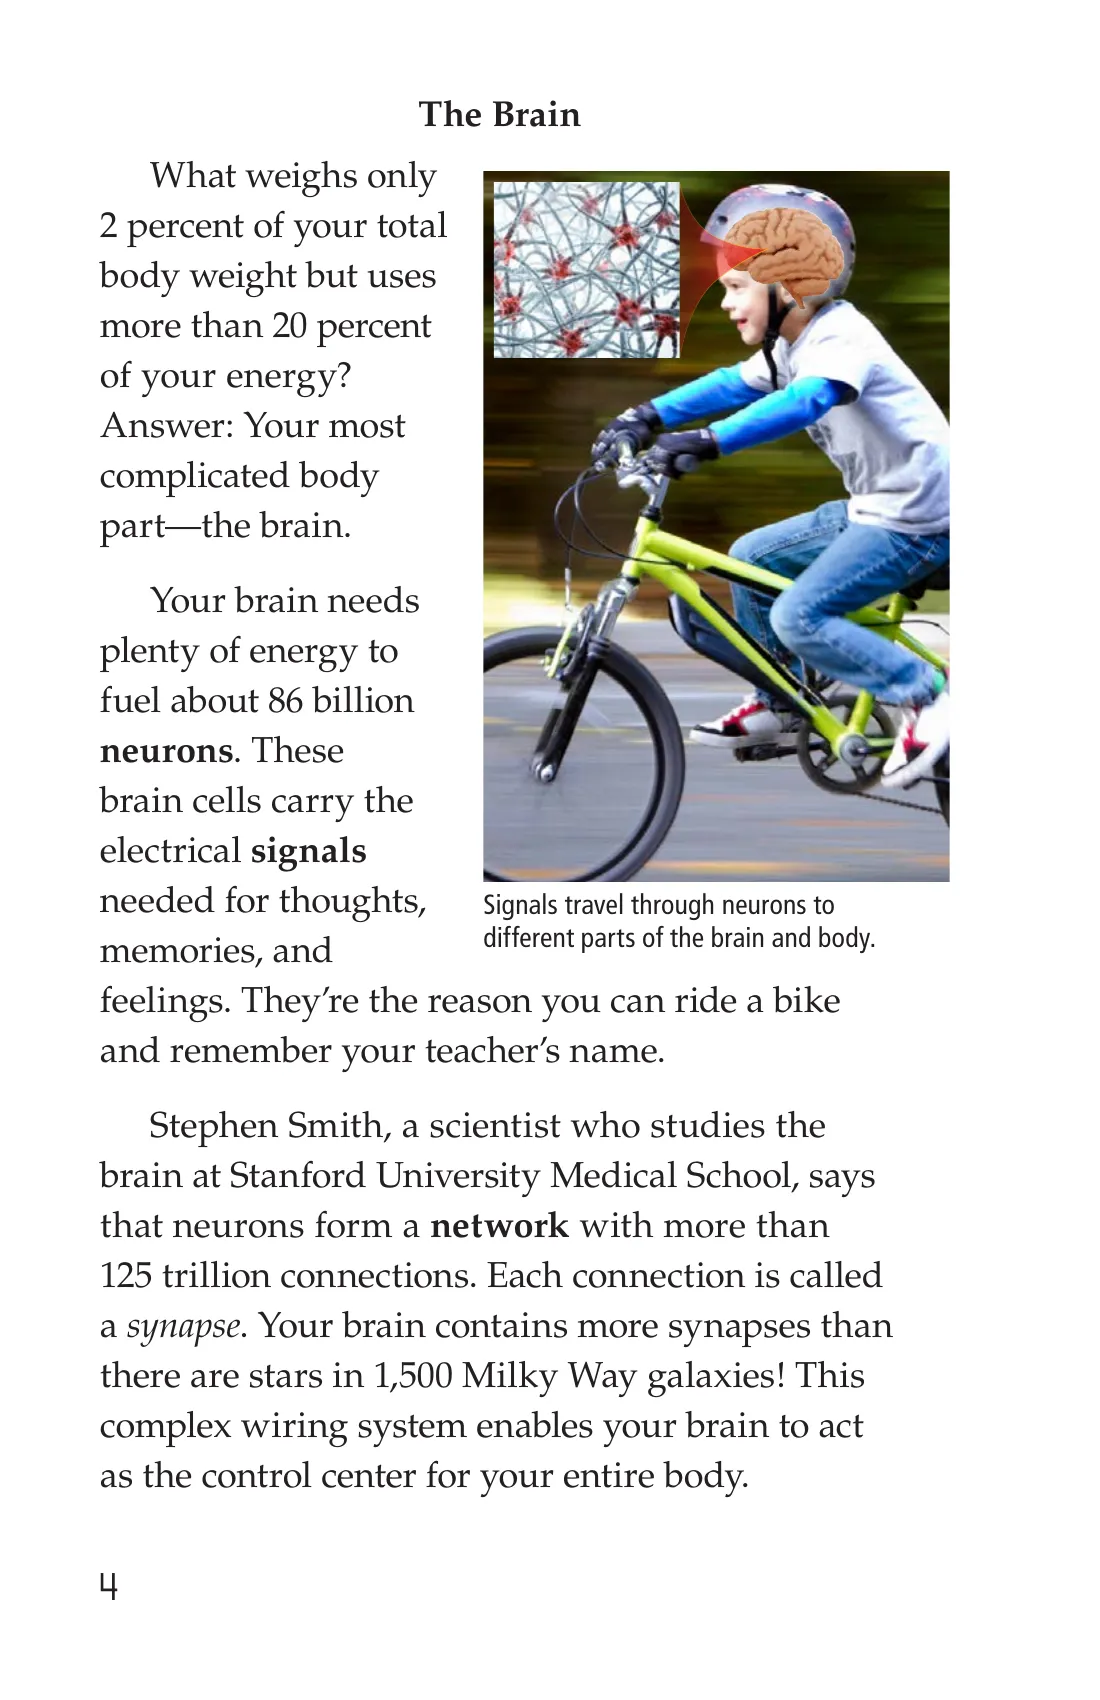 The Brain
What weighs only
2 percent of your total
body weight but uses
more than 20 percent
of your energy?
Answer: Your most
complicated body
part—the brain.
Your brain needs
plenty of energy to
fuel about 86 billion
neurons. These
brain cells carry the
electrical signals
needed for thoughts,
memories, and
feelings. They’re the reason you can ride a bike
and remember your teacher’s name.
Signals travel through neurons to
different parts of the brain and body.
Stephen Smith, a scientist who studies the
brain at Stanford University Medical School, says
that neurons form a network with more than
125 trillion connections. Each connection is called
a synapse. Your brain contains more synapses than
there are stars in 1,500 Milky Way galaxies! This
complex wiring system enables your brain to act
as the control center for your entire body.
4